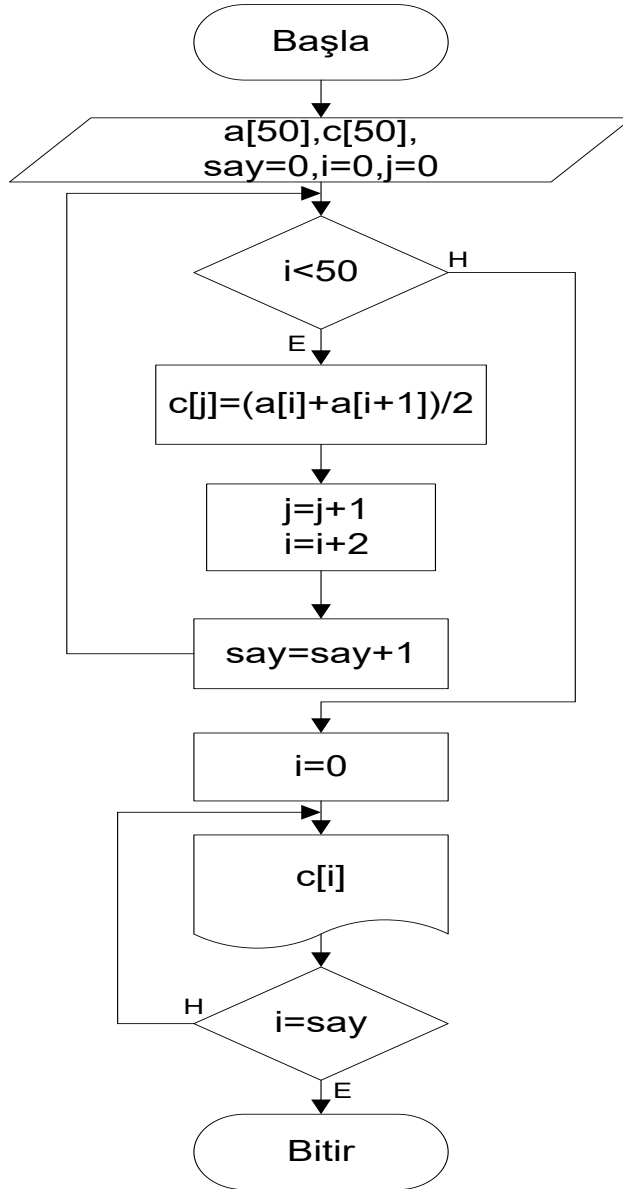 Başla
a[50],c[50],
say=0,i=0,j=0
i<50
H
E
c[j]=(a[i]+a[i+1])/2
j=j+1
i=i+2
say=say+1
i=0
c[i]
H
i=say
E
Bitir